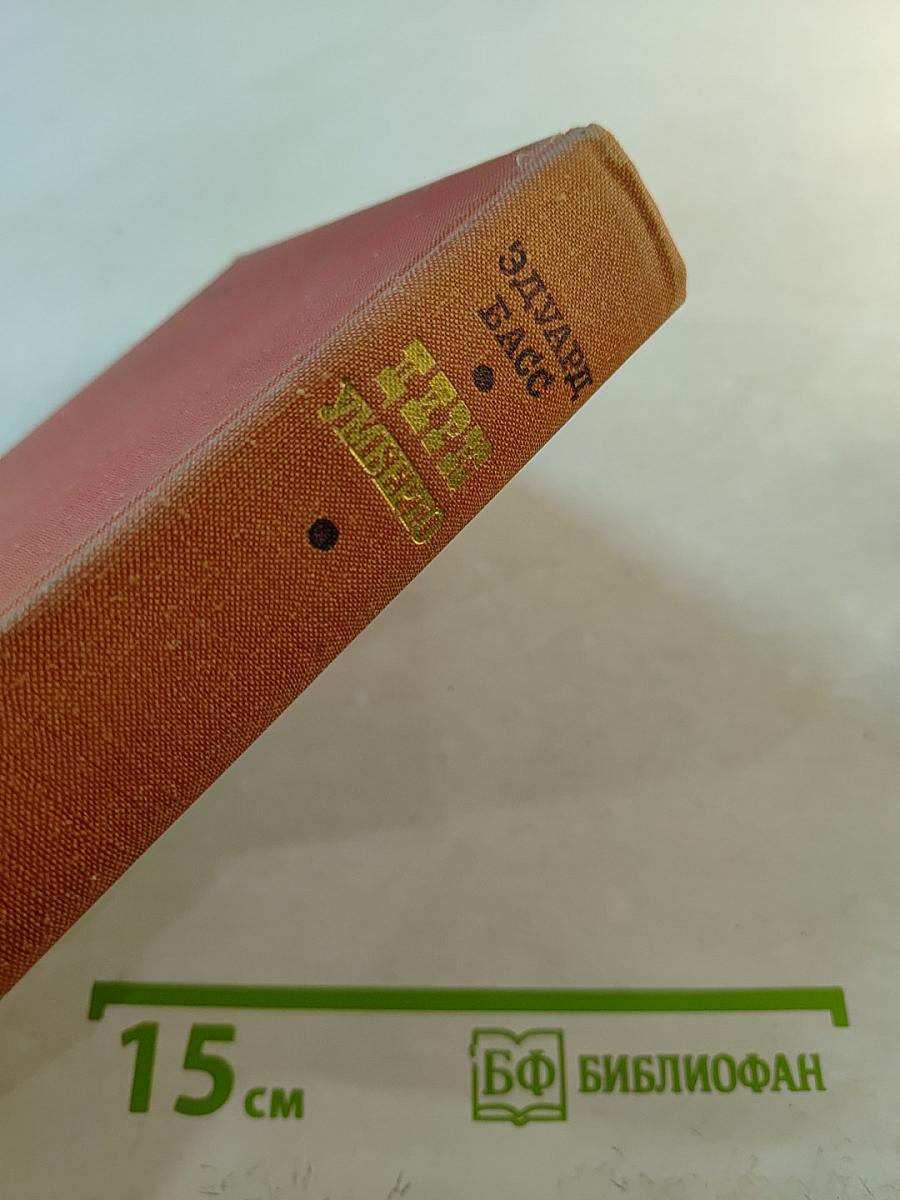 ЭДУАРД
БАСС
ЦИРК
УМБЕРТО
15 см
БФ БИБЛИОФАН